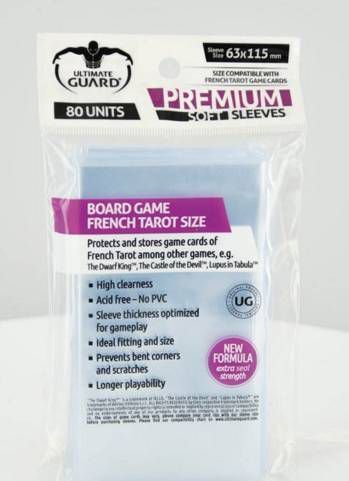 ULTIMATE
GUARD®
80 UNITS
Sleeve
Size 63x115 mm
SIZE COMPATIBLE WITH
FRENCH TAROT GAME CARDS
PREMIUM
SOFT SLEEVES
BOARD GAME
FRENCH TAROT SIZE
Protects and stores game cards of
French Tarot among other games, e.g.
The Dwarf King™, The Castle of the Devil™, Lupus in Tabula™
▪ High clearness
▪ Acid free – No PVC
▪ Sleeve thickness optimized
for gameplay
▪ Ideal fitting and size
▪ Prevents bent corners
and scratches
▪ Longer playability
UG
NEW
FORMULA
extra seal
strength